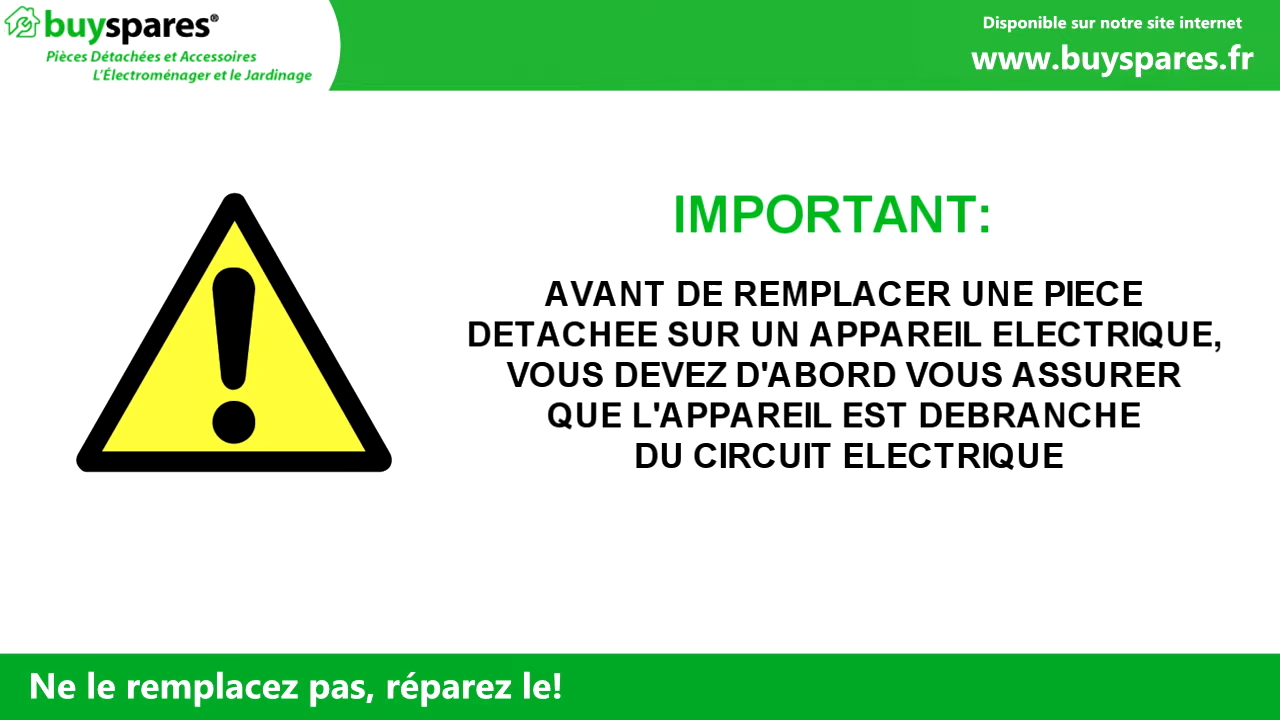 buyspares®
Pièces Détachées et Accessoires
L'Électroménager et le Jardinage
Disponible sur notre site internet
www.buyspares.fr
IMPORTANT:
AVANT DE REMPLACER UNE PIECE
DETACHEE SUR UN APPAREIL ELECTRIQUE,
VOUS DEVEZ D'ABORD VOUS ASSURER
QUE L'APPAREIL EST DEBRANCHE
DU CIRCUIT ELECTRIQUE
Ne le remplacez pas, réparez le!